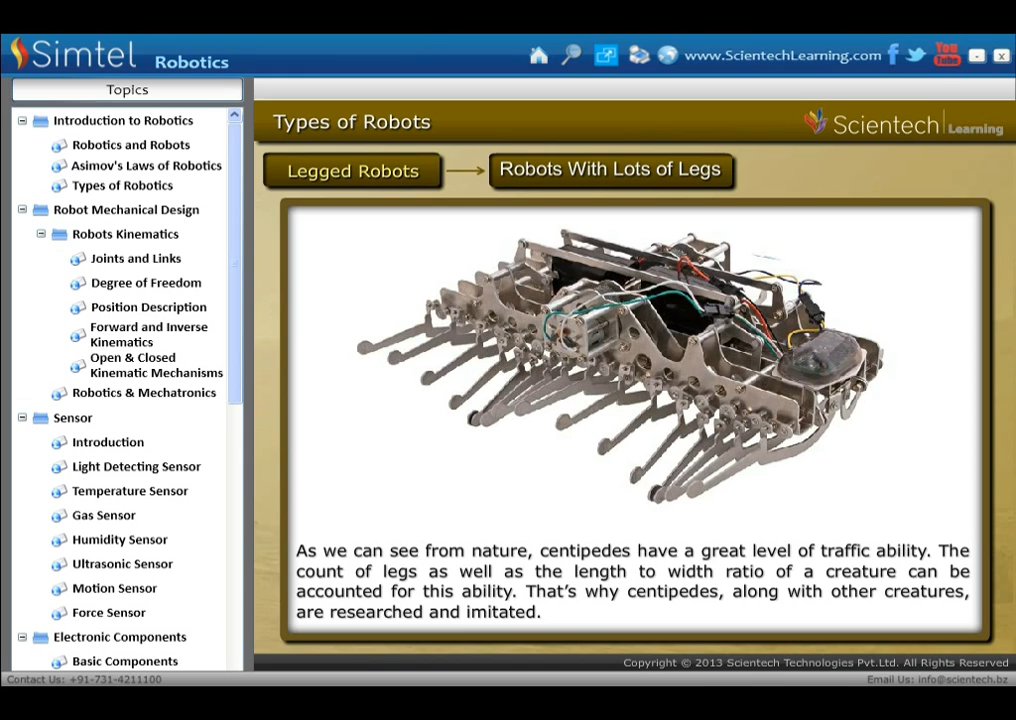 Simtel Robotics
www.ScientechLearning.com
You
Tube
Topics
Introduction to Robotics
Robotics and Robots
Asimov's Laws of Robotics
Types of Robotics
Robot Mechanical Design
Robots Kinematics
Joints and Links
Degree of Freedom
Position Description
Forward and Inverse
Kinematics
Open & Closed
Kinematic Mechanisms
Robotics & Mechatronics
Sensor
Introduction
Light Detecting Sensor
Temperature Sensor
Gas Sensor
Humidity Sensor
Ultrasonic Sensor
Motion Sensor
Force Sensor
Electronic Components
Basic Components
Types of Robots
Scientech Learning
Legged Robots
Robots With Lots of Legs
As we can see from nature, centipedes have a great level of traffic ability. The
count of legs as well as the length to width ratio of a creature can be
accounted for this ability. That's why centipedes, along with other creatures,
are researched and imitated.
Copyright © 2013 Scientech Technologies Pvt.Ltd. All Rights Reserved
Contact Us: +91-731-4211100
Email Us: info@scientech.bz